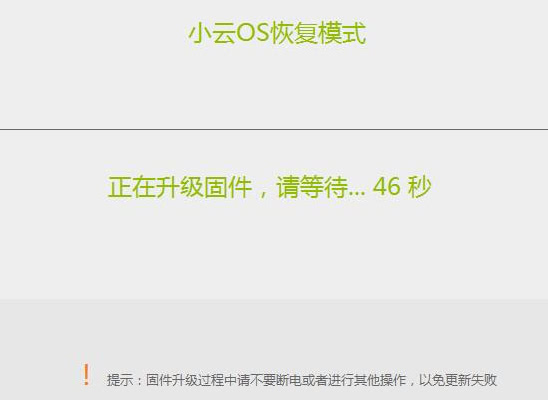 小云OS恢复模式
正在升级固件，请等待... 46 秒
! 提示：固件升级过程中请不要断电或者进行其他操作，以免更新失败